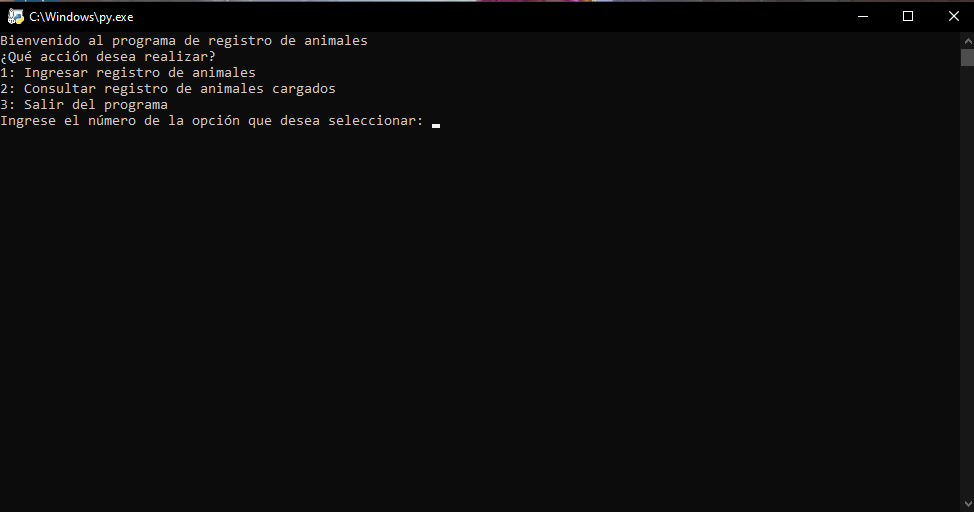 C:\Windows\py.exe
Bienvenido al programa de registro de animales
¿Qué acción desea realizar?
1: Ingresar registro de animales
2: Consultar registro de animales cargados
3: Salir del programa
Ingrese el número de la opción que desea seleccionar: